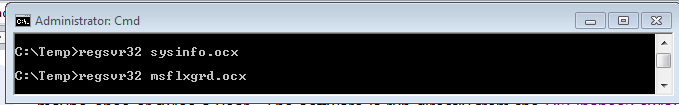 Administrator: Cmd
C:\Temp>regsvr32 sysinfo.ocx
C:\Temp>regsvr32 msflxgrd.ocx